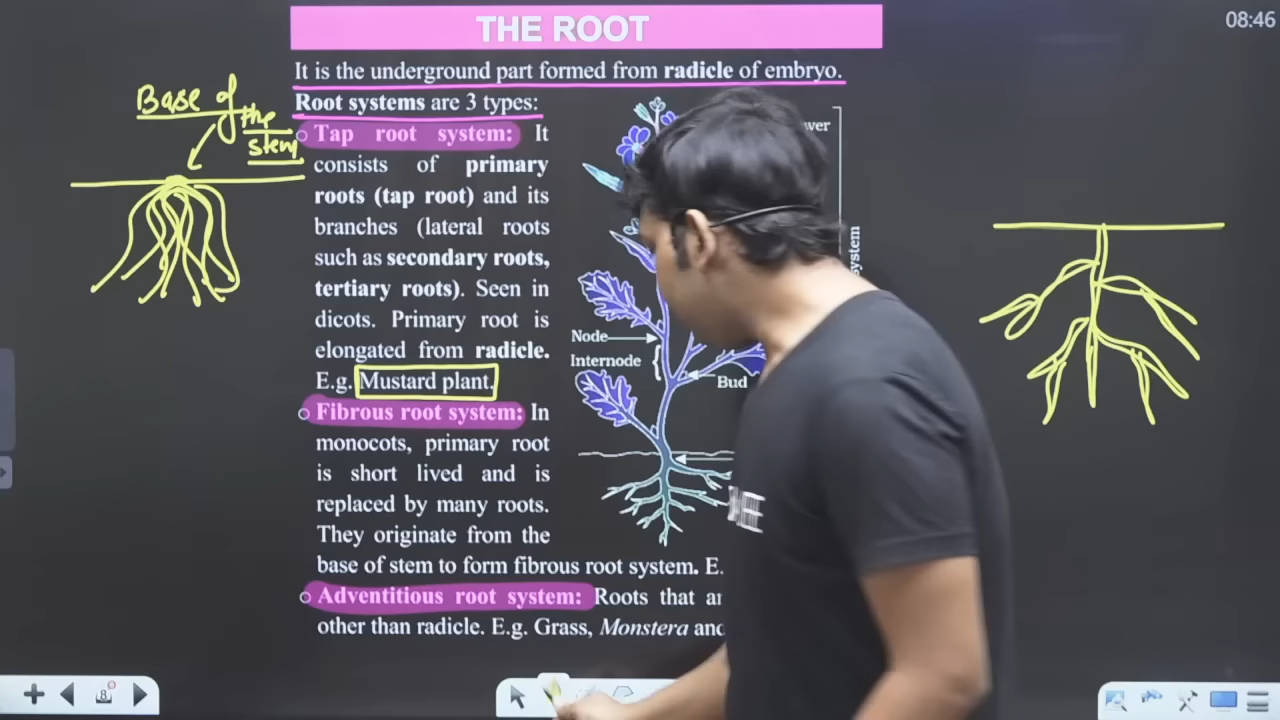 THE ROOT
08:46
It is the underground part formed from radicle of embryo.
Root systems are 3 types:
Tap root system: It
consists of primary
roots (tap root) and its
branches (lateral roots
such as secondary roots,
tertiary roots). Seen in
dicots. Primary root is
elongated from radicle.
E.g. Mustard plant.
Fibrous root system: In
monocots, primary root
is short lived and is
replaced by many roots.
They originate from the
base of stem to form fibrous root system. E.
Adventitious root system: Roots that
other than radicle. E.g. Grass, Monstera and
Base of
the
stem
Node
Internode
Bud
system
8